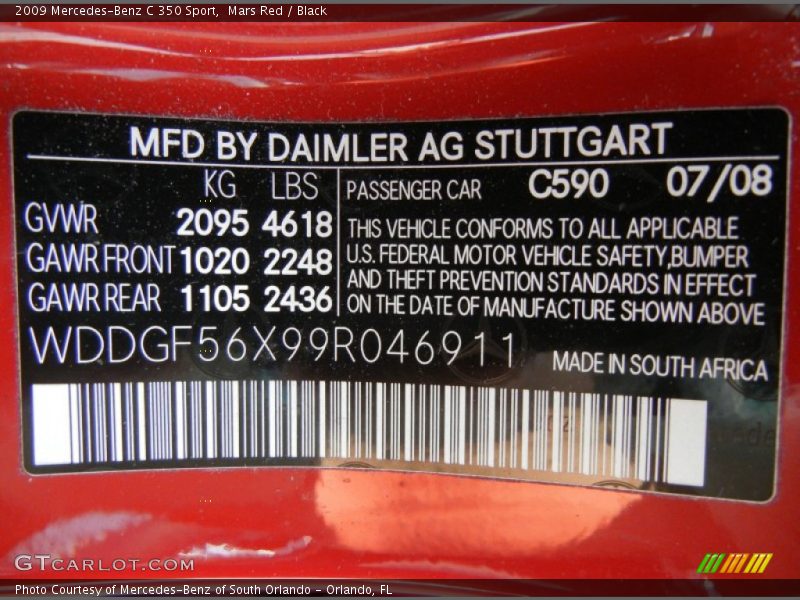 2009 Mercedes-Benz C 350 Sport,  Mars Red / Black
MFD BY DAIMLER AG STUTTGART
KG LBS
GVWR 2095 4618
GAWR FRONT 1020 2248
GAWR REAR 1105 2436
PASSENGER CAR C590 07/08
THIS VEHICLE CONFORMS TO ALL APPLICABLE
U.S. FEDERAL MOTOR VEHICLE SAFETY,BUMPER
AND THEFT PREVENTION STANDARDS IN EFFECT
ON THE DATE OF MANUFACTURE SHOWN ABOVE
WDDGF56X99R046911
MADE IN SOUTH AFRICA
GTCARLOT.COM
Photo Courtesy of Mercedes-Benz of South Orlando - Orlando, FL